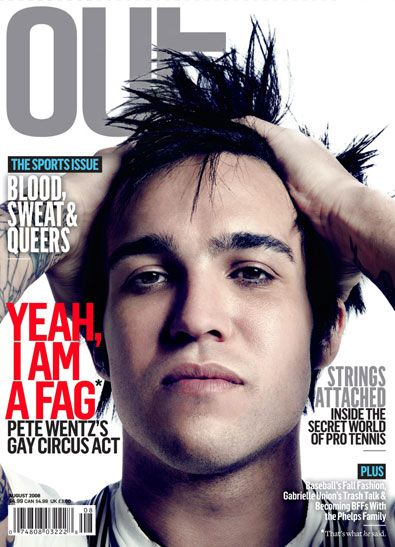 OUT
THE SPORTS ISSUE
BLOOD,
SWEAT &
QUEERS
YEAH,
I AM
A FAG*
PETE WENTZ'S
GAY CIRCUS ACT
STRINGS
ATTACHED
INSIDE THE
SECRET WORLD
OF PRO TENNIS
PLUS
Baseball's Fall Fashion,
Gabrielle Union's Trash Talk &
Becoming BFFs With
the Phelps Family
*That's what he said.
AUGUST 2008
$4.99 CAN $4.99 UK £3.60
08
6 74808 03222 8